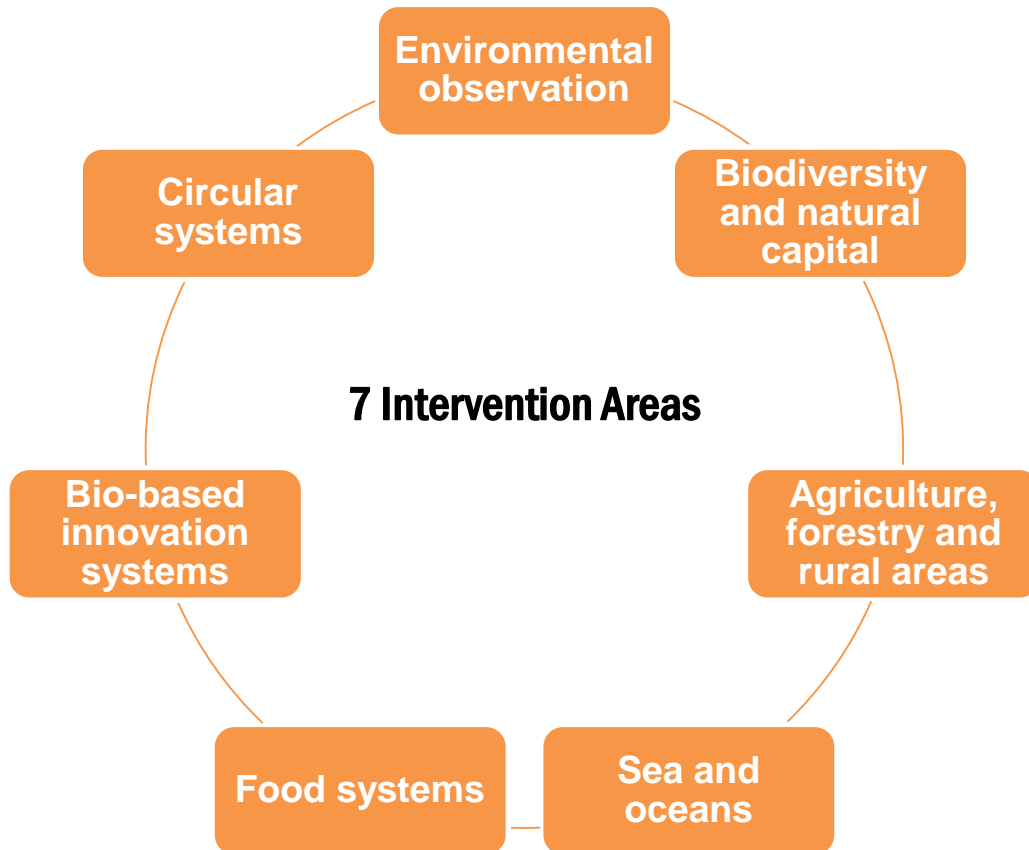 Environmental
observation
Biodiversity
and natural
capital
Agriculture,
forestry and
rural areas
Sea and
oceans
Food systems
Bio-based
innovation
systems
Circular
systems
7 Intervention Areas